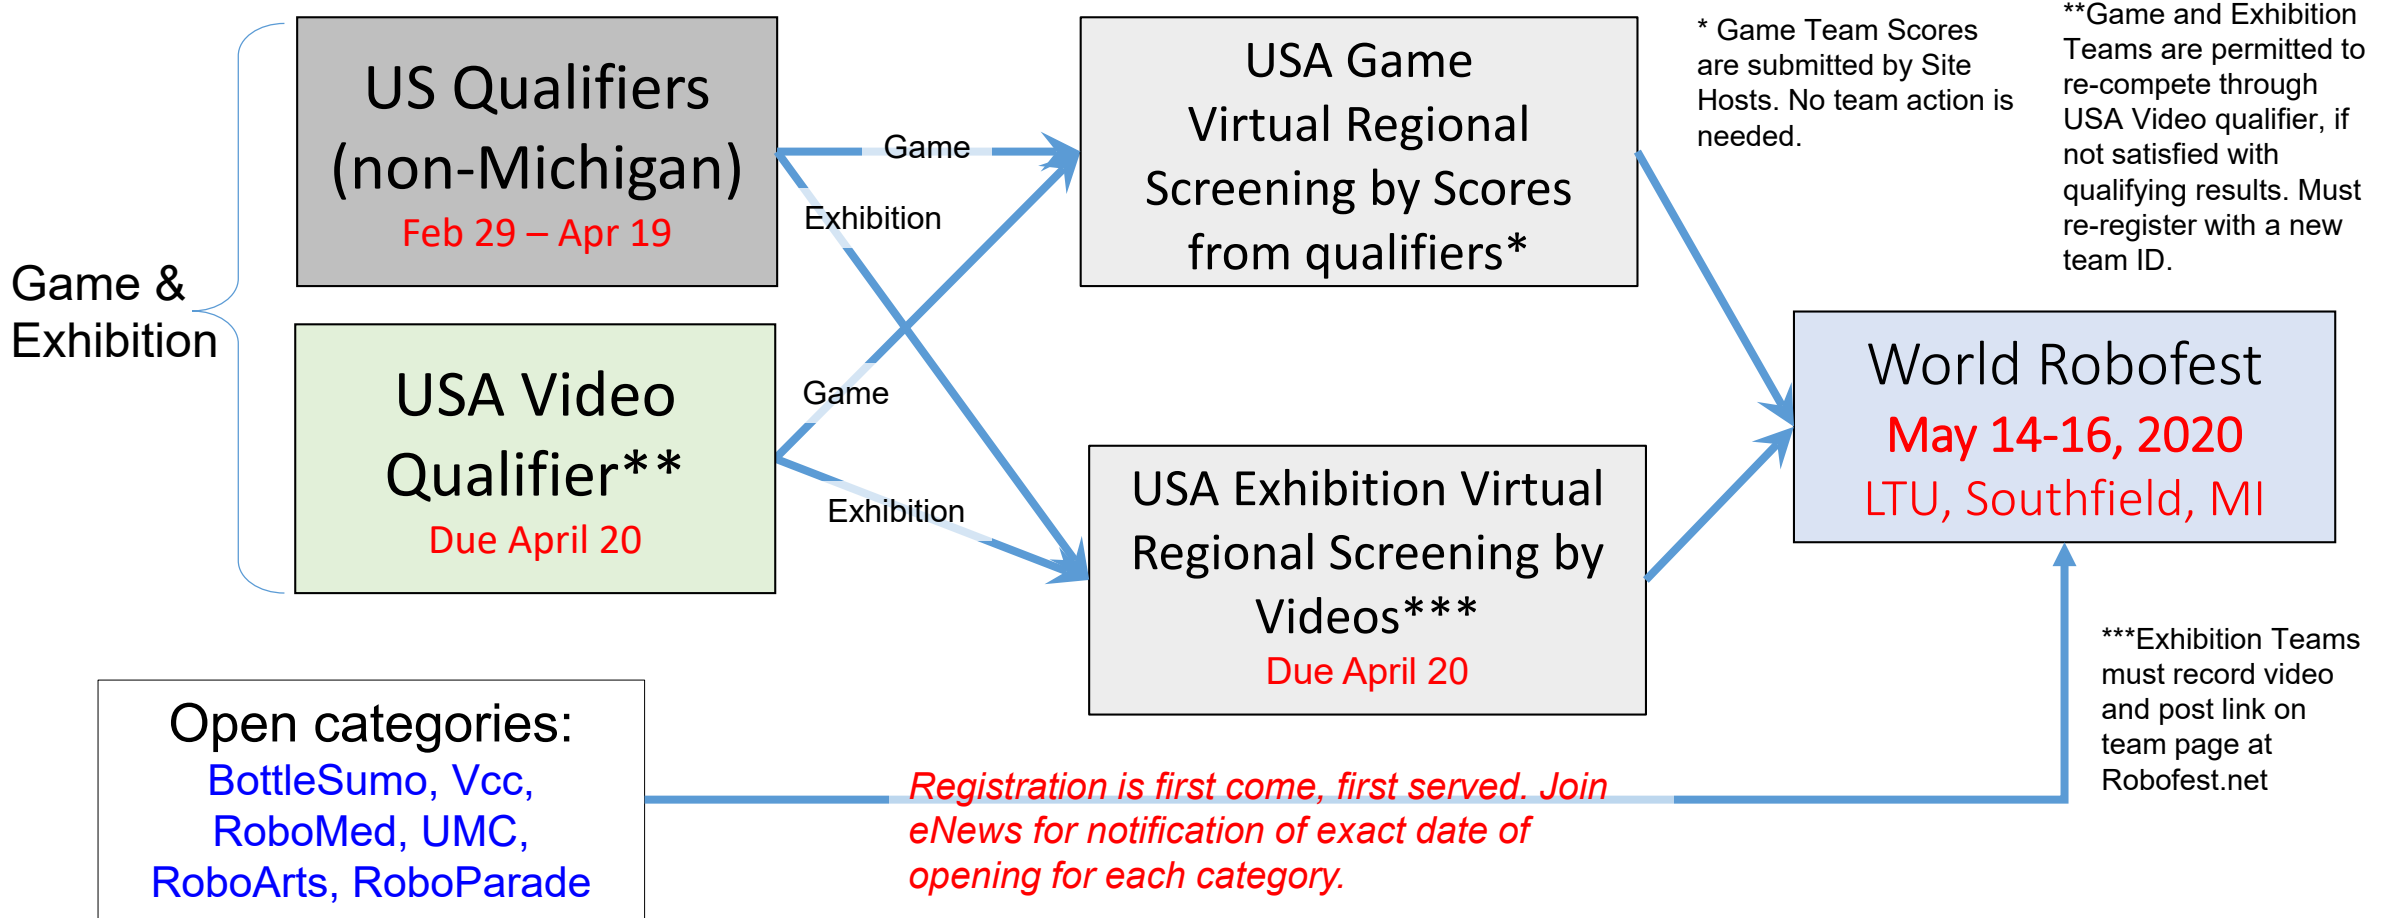 Game &
Exhibition
US Qualifiers
(non-Michigan)
Feb 29 – Apr 19
USA Video
Qualifier**
Due April 20
Game
Exhibition
Game
Exhibition
USA Game
Virtual Regional
Screening by Scores
from qualifiers*
USA Exhibition Virtual
Regional Screening by
Videos***
Due April 20
* Game Team Scores
are submitted by Site
Hosts. No team action is
needed.
**Game and Exhibition
Teams are permitted to
re-compete through
USA Video qualifier, if
not satisfied with
qualifying results. Must
re-register with a new
team ID.
World Robofest
May 14-16, 2020
LTU, Southfield, MI
***Exhibition Teams
must record video
and post link on
team page at
Robofest.net
Open categories:
BottleSumo, Vcc,
RoboMed, UMC,
RoboArts, RoboParade
Registration is first come, first served. Join
eNews for notification of exact date of
opening for each category.